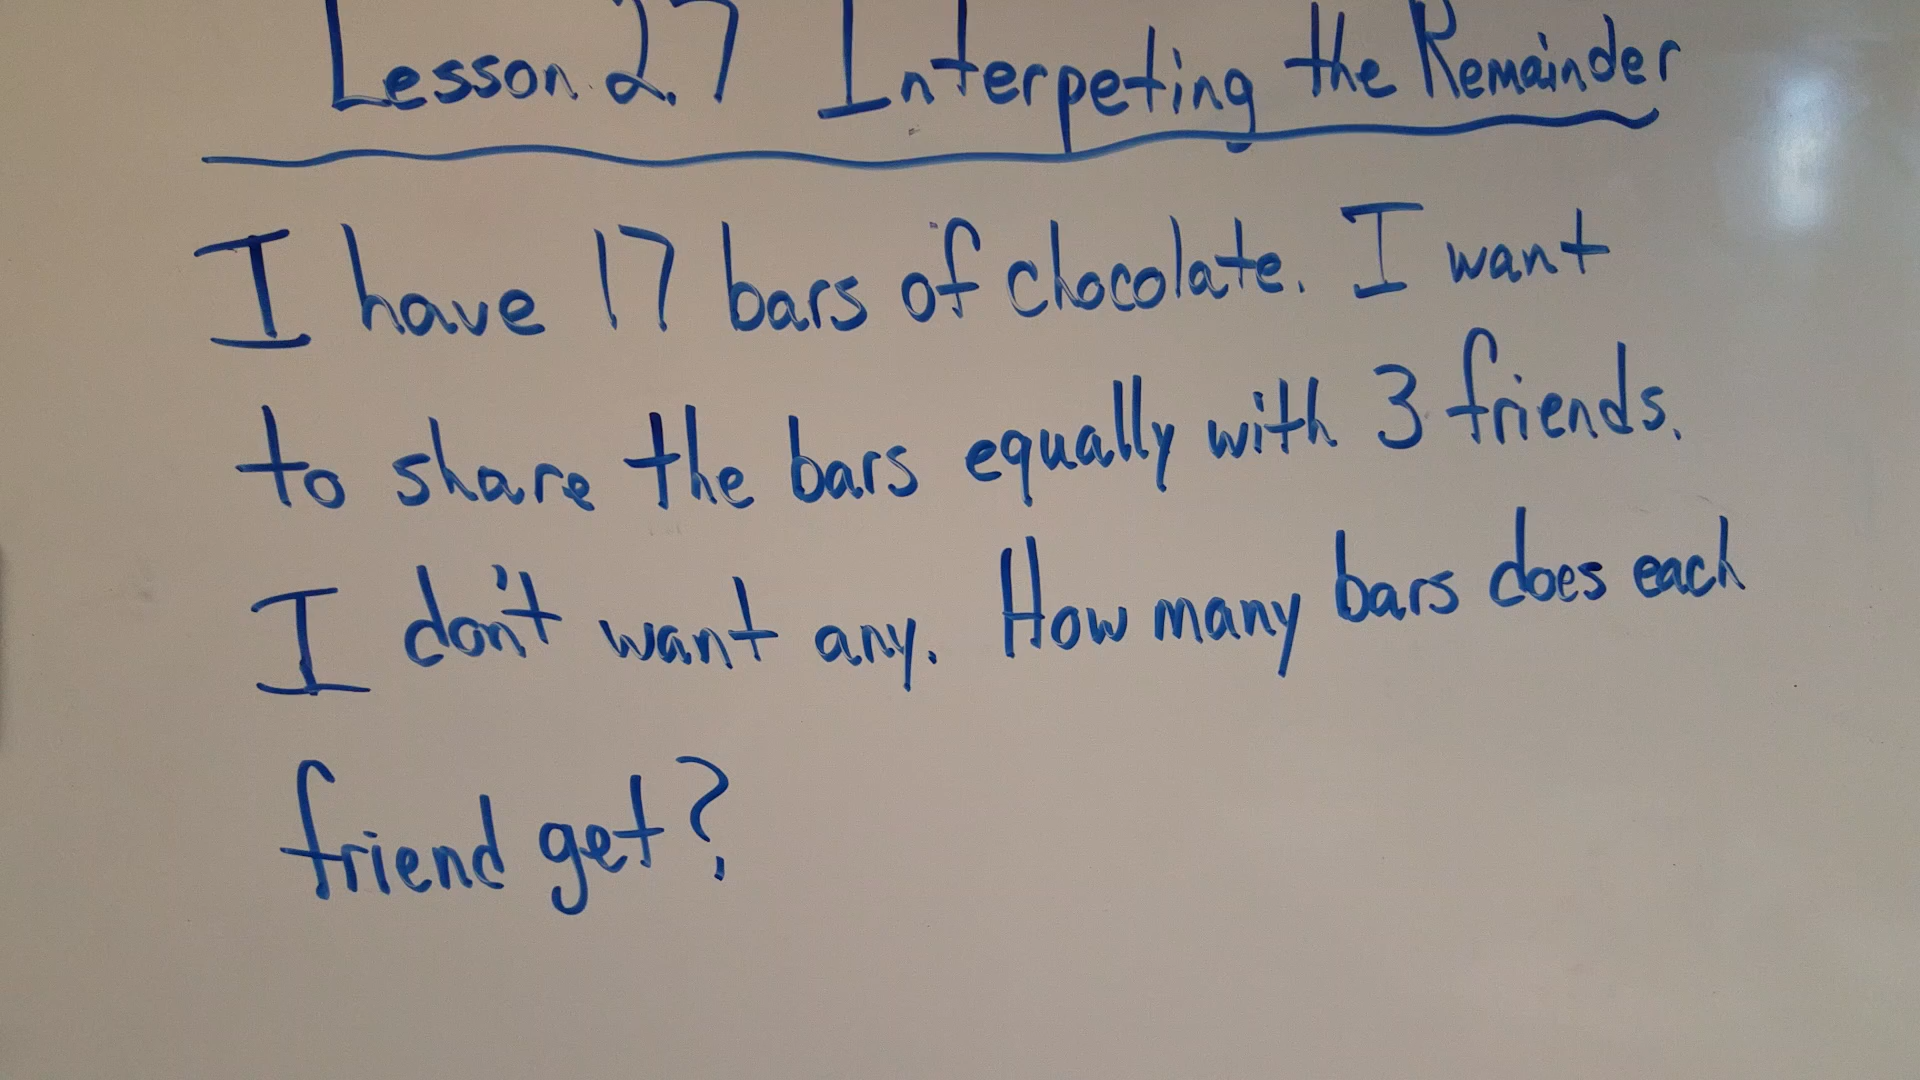 Lesson 2.7 Interpeting the Remainder
I have 17 bars of chocolate. I want
to share the bars equally with 3 friends.
I don't want any. How many bars does each
friend get?